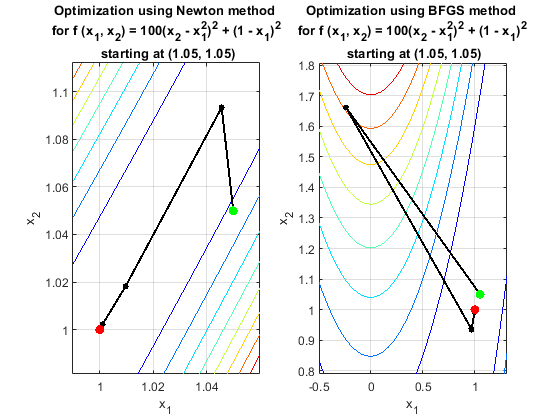 Optimization using Newton method
for f (x₁, x₂) = 100(x₂ - x₁²)² + (1 - x₁)²
starting at (1.05, 1.05)
1.1
1.08
1.06
1.04
1.02
1
x₂
1
1.02
1.04
x₁
Optimization using BFGS method
for f (x₁, x₂) = 100(x₂ - x₁²)² + (1 - x₁)²
starting at (1.05, 1.05)
1.8
1.7
1.6
1.5
1.4
1.3
1.2
1.1
1
0.9
0.8
x₂
-0.5
0
0.5
1
x₁